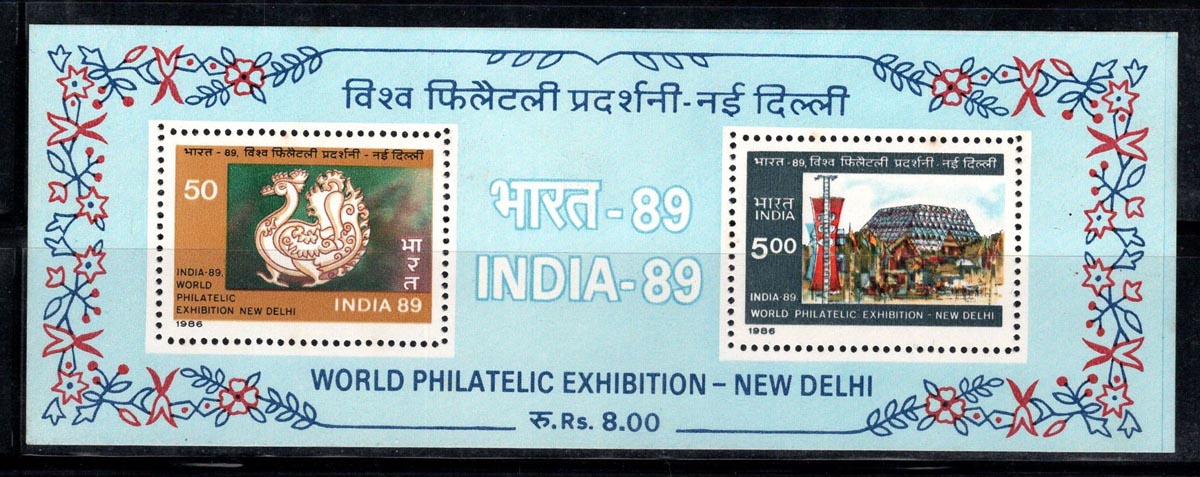 विश्व फिलैटली प्रदर्शनी - नई दिल्ली
भारत - 89, विश्व फिलैटली प्रदर्शनी - नई दिल्ली
50
भारत
INDIA-89,
WORLD
PHILATELIC
EXHIBITION NEW DELHI
INDIA 89
1986
भारत - 89
INDIA-89
भारत - 89, विश्व फिलैटली प्रदर्शनी - नई दिल्ली
भारत
INDIA
5.00
INDIA-89,
WORLD PHILATELIC EXHIBITION - NEW DELHI
1986
WORLD PHILATELIC EXHIBITION – NEW DELHI
रु.Rs. 8.00